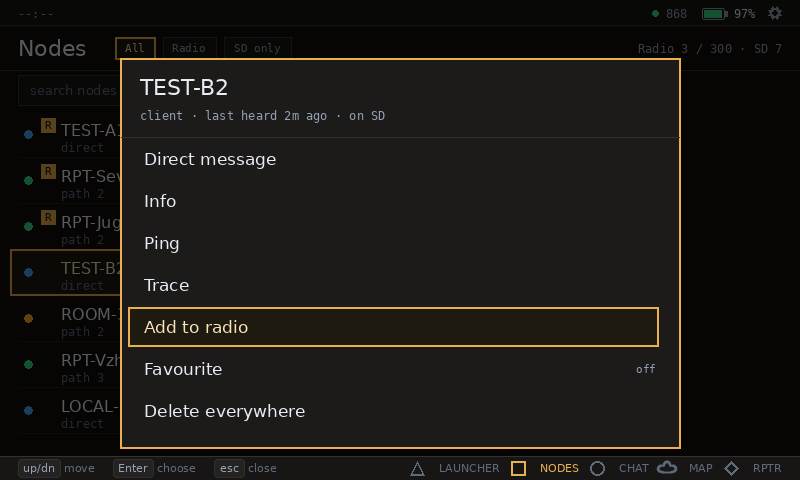 --:--
868 97%
Nodes All Radio SD only Radio 3 / 300 · SD 7
search nodes
TEST-B2
client · last heard 2m ago · on SD
R TEST-A1
direct
R RPT-Sev
path 2
R RPT-Jug
path 2
TEST-B2
direct
ROOM-
path 2
RPT-Vzh
path 3
LOCAL-
direct
Direct message
Info
Ping
Trace
Add to radio
Favourite off
Delete everywhere
up/dn move Enter choose esc close LAUNCHER NODES CHAT MAP RPTR